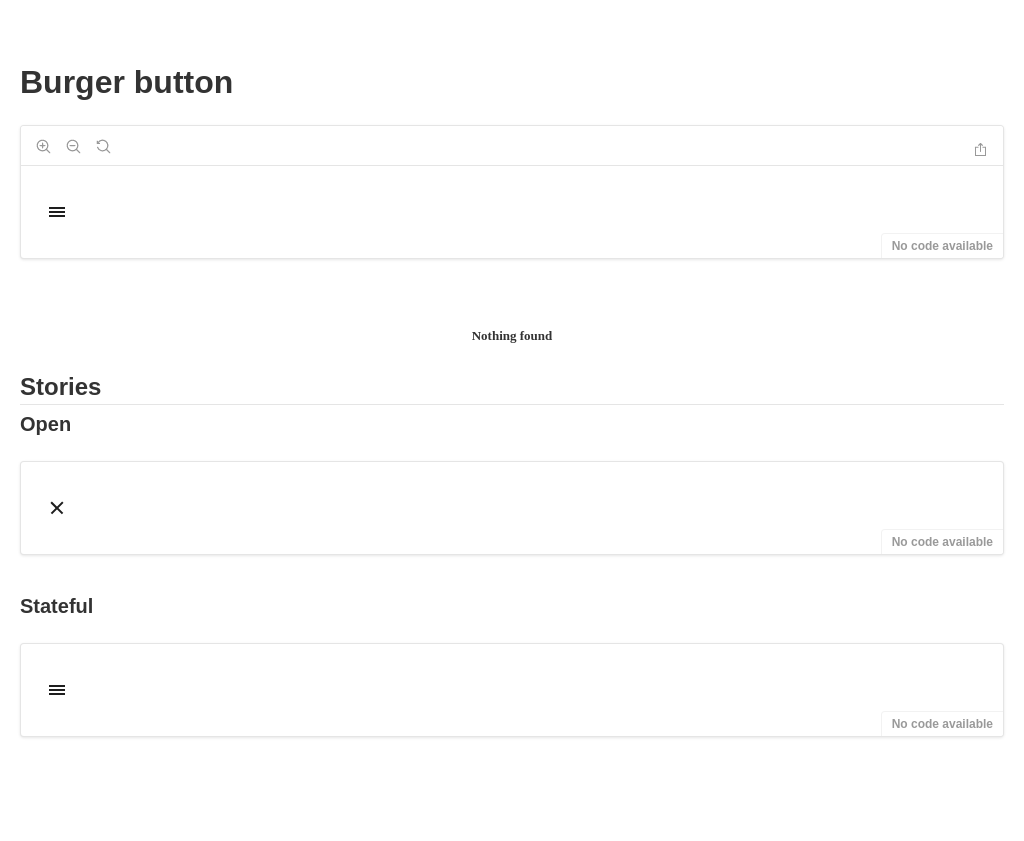 Burger button
No code available
Nothing found
Stories
Open
No code available
Stateful
No code available